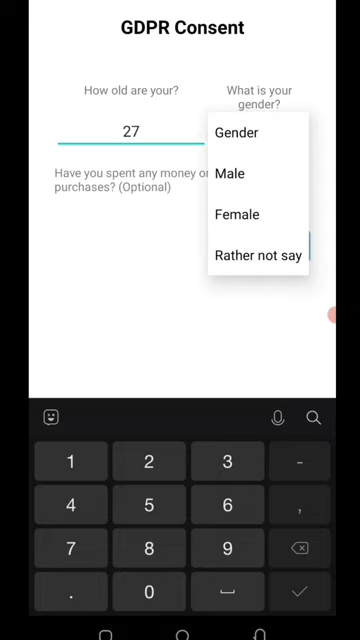 GDPR Consent
How old are your?
What is your
gender?
27
Gender
Have you spent any money or
purchases? (Optional)
Male
Female
Rather not say
1 2 3 -
4 5 6 ,
7 8 9
. 0